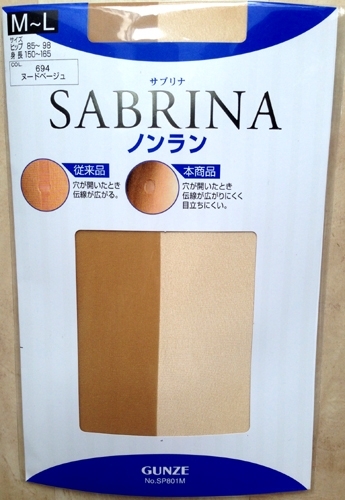 M~L
サイズ
ヒップ 85~98
身長 150~165
COL.
694
ヌードベージュ
サブリナ
SABRINA
ノンラン
従来品
穴が開いたとき
伝線が広がる。
本商品
穴が開いたとき
伝線が広がりにくく
目立ちにくい。
GUNZE
No.SP801M